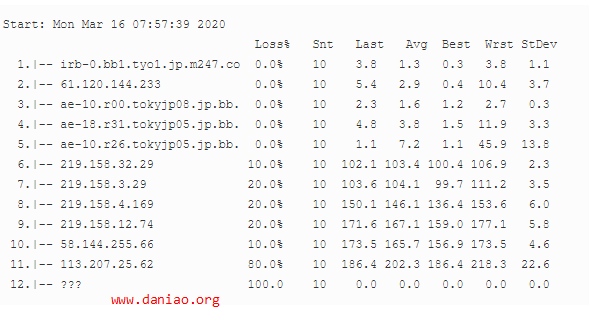 Start: Mon Mar 16 07:57:39 2020
Loss% Snt Last Avg Best Wrst StDev
1.|-- irb-0.bb1.tyo1.jp.m247.co 0.0% 10 3.8 1.3 0.3 3.8 1.1
2.|-- 61.120.144.233 0.0% 10 5.4 2.9 0.4 10.4 3.7
3.|-- ae-10.r00.tokyjp08.jp.bb. 0.0% 10 2.3 1.6 1.2 2.7 0.3
4.|-- ae-18.r31.tokyjp05.jp.bb. 0.0% 10 4.8 3.8 1.5 11.9 3.3
5.|-- ae-10.r26.tokyjp05.jp.bb. 0.0% 10 1.1 7.2 1.1 45.9 13.8
6.|-- 219.158.32.29 10.0% 10 102.1 103.4 100.4 106.9 2.3
7.|-- 219.158.3.29 20.0% 10 103.6 104.1 99.7 111.2 3.5
8.|-- 219.158.4.169 20.0% 10 150.1 146.1 136.4 153.6 6.0
9.|-- 219.158.12.74 20.0% 10 171.6 167.1 159.0 177.1 5.8
10.|-- 58.144.255.66 10.0% 10 173.5 165.7 156.9 173.5 4.6
11.|-- 113.207.25.62 80.0% 10 186.4 202.3 186.4 218.3 22.6
12.|-- ??? 100.0 10 0.0 0.0 0.0 0.0 0.0
www.daniao.org